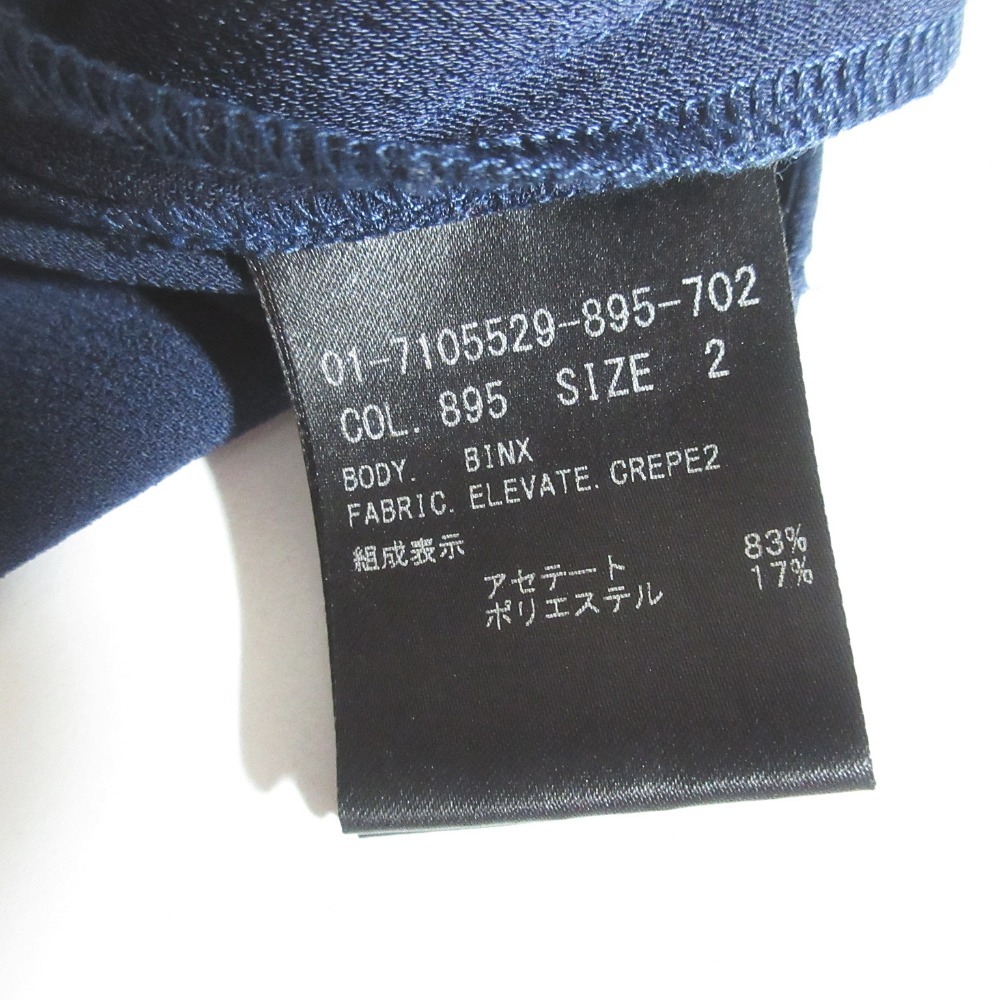 01-7105529-895-702
COL. 895 SIZE 2
BODY. BINX
FABRIC. ELEVATE. CREPE2
組成表示
アセテート 83%
ポリエステル 17%